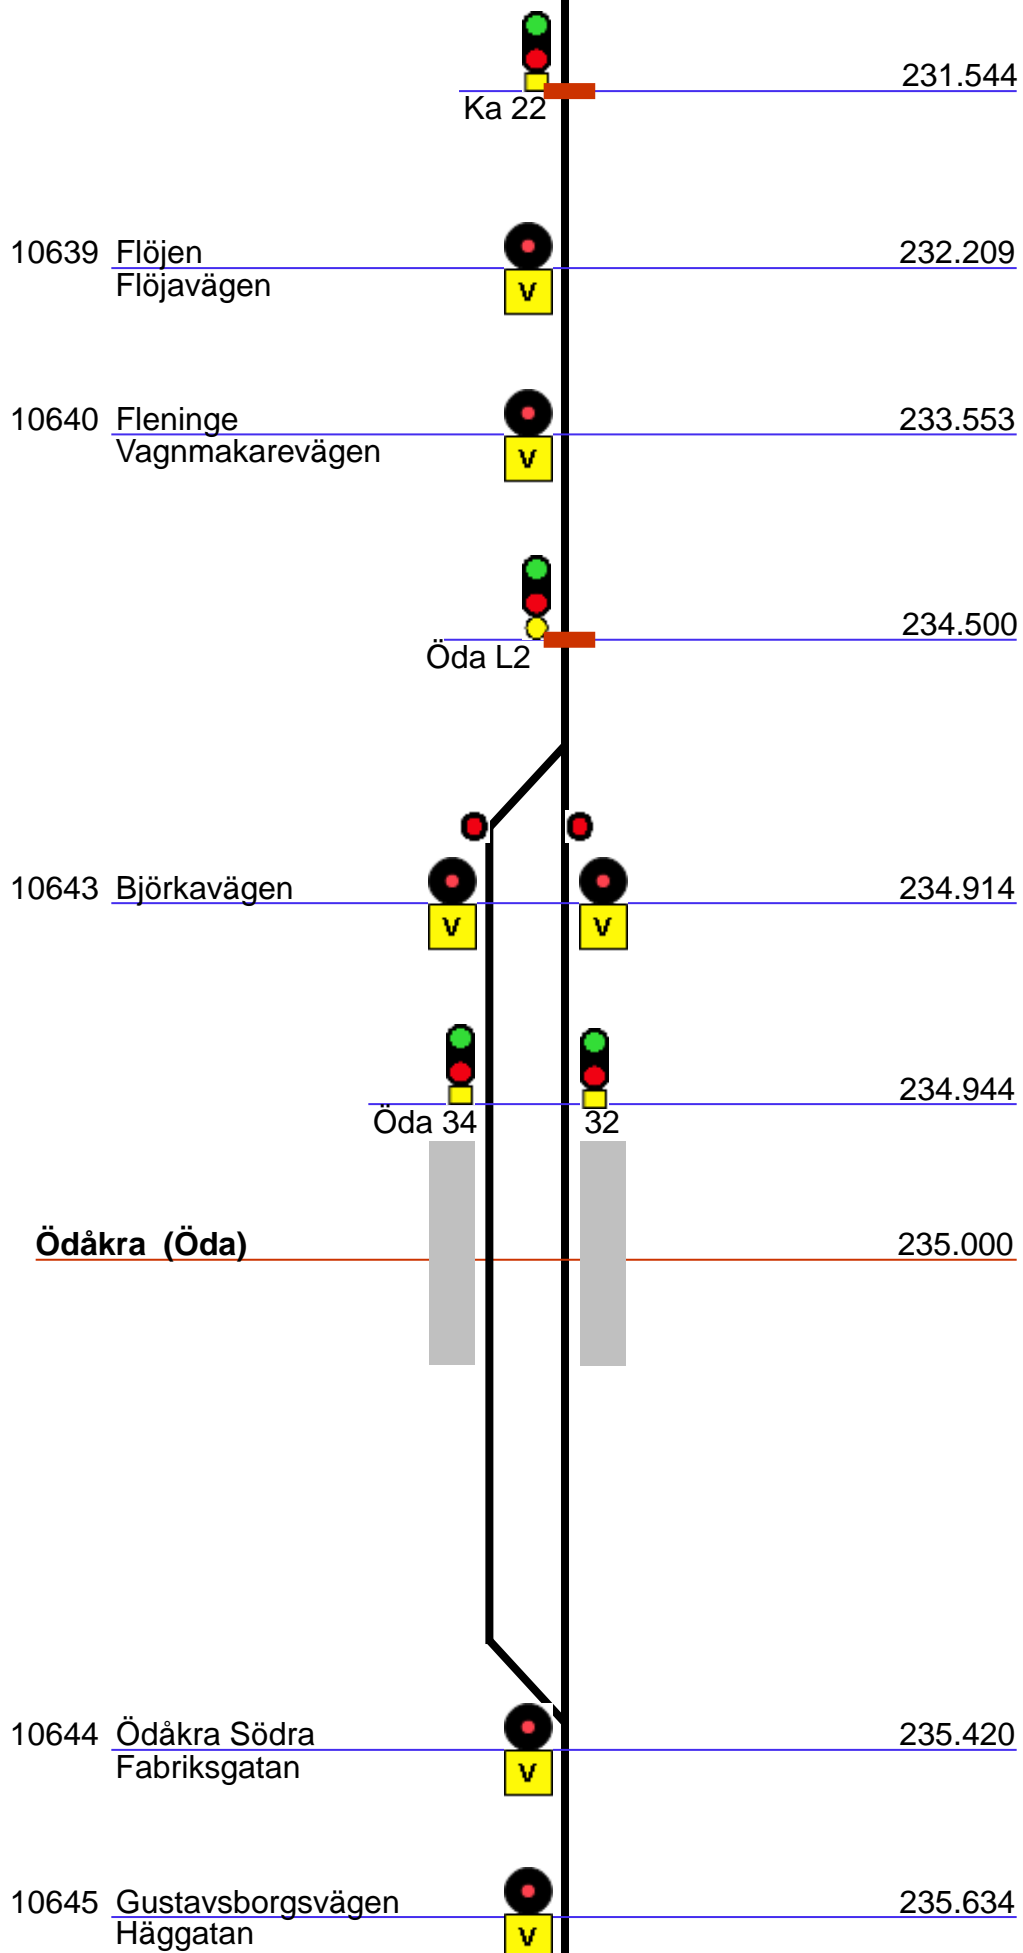 231.544
Ka 22
10639 Flöjen 232.209
Flöjavägen
V
10640 Fleninge 233.553
Vagnmakarevägen
V
234.500
Öda L2
10643 Björkavägen 234.914
V V
234.944
Öda 34 32
Ödåkra (Öda) 235.000
10644 Ödåkra Södra 235.420
Fabriksgatan
V
10645 Gustavsborgsvägen 235.634
Häggatan
V